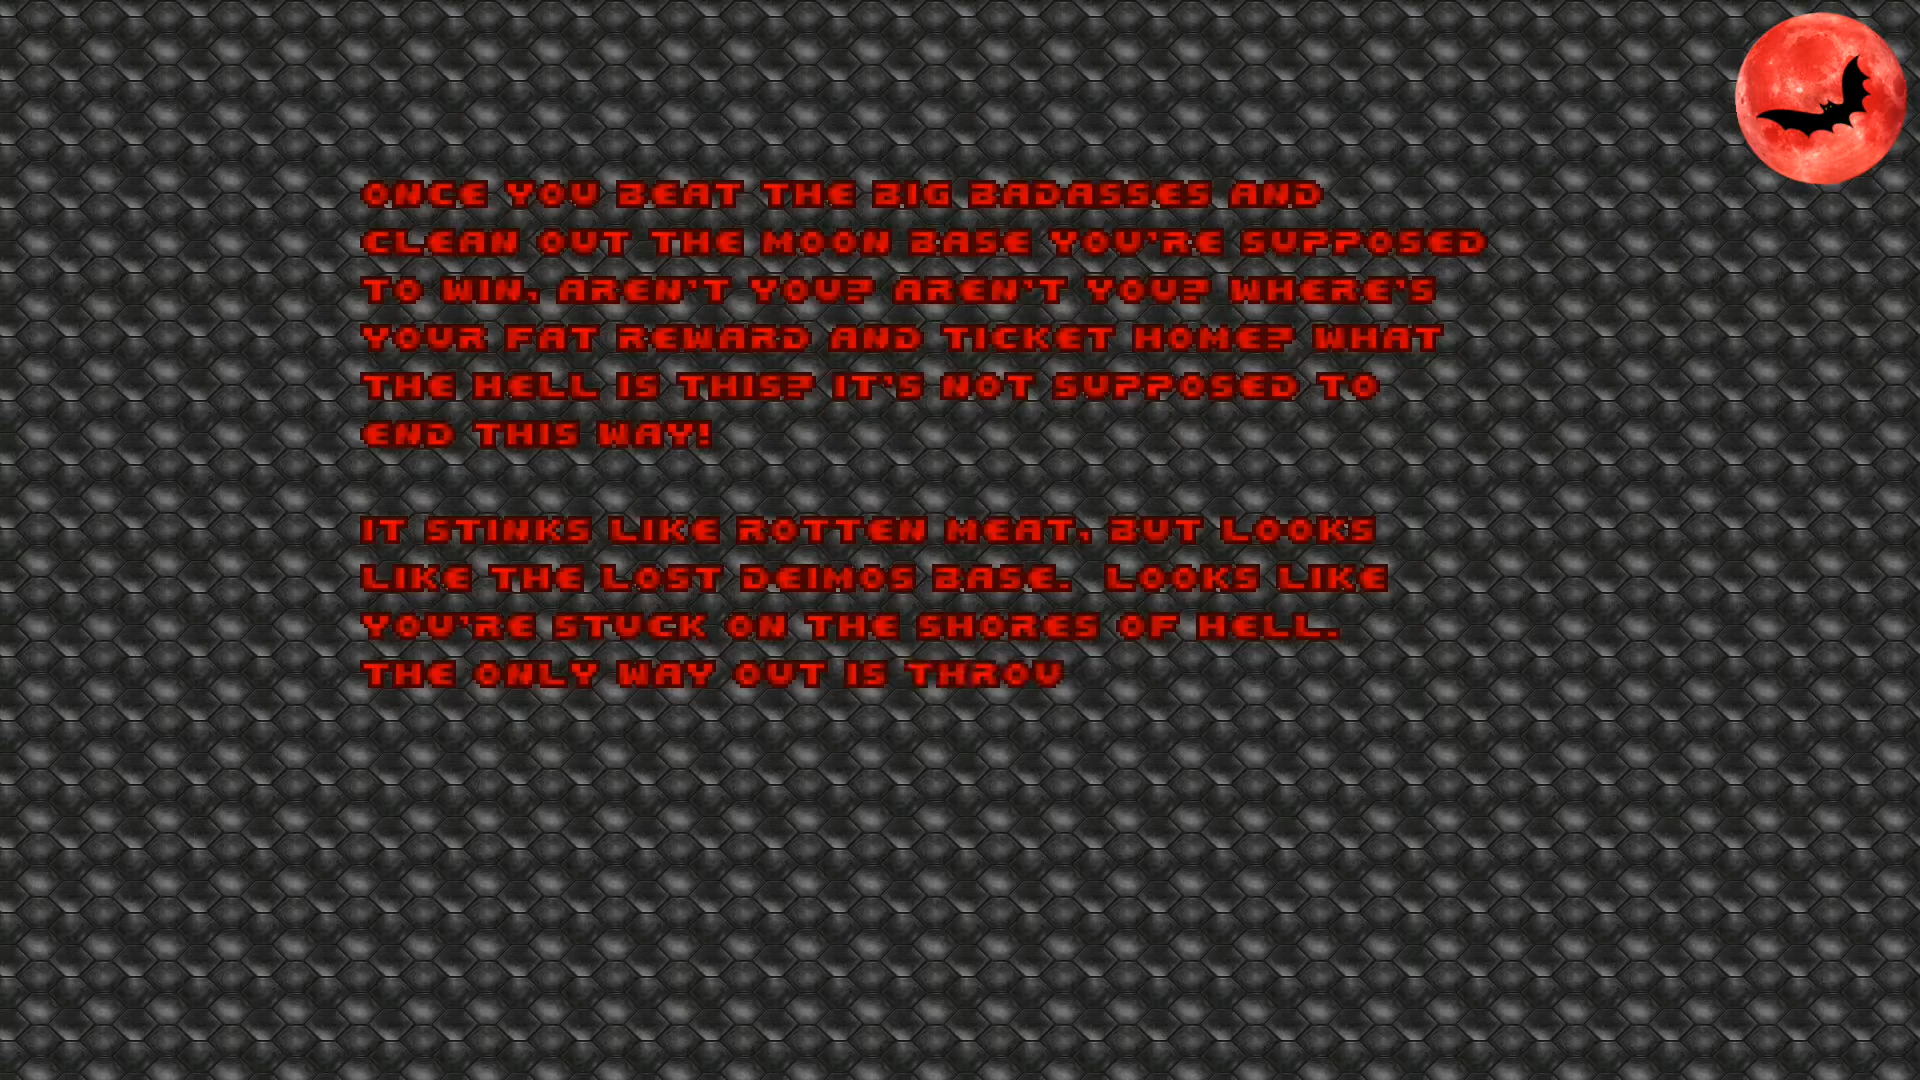 ONCE YOU BEAT THE BIG BADASSES AND
CLEAN OUT THE MOON BASE YOU'RE SUPPOSED
TO WIN, AREN'T YOU? AREN'T YOU? WHERE'S
YOUR FAT REWARD AND TICKET HOME? WHAT
THE HELL IS THIS? IT'S NOT SUPPOSED TO
END THIS WAY!
IT STINKS LIKE ROTTEN MEAT, BUT LOOKS
LIKE THE LOST DEIMOS BASE.  LOOKS LIKE
YOU'RE STUCK ON THE SHORES OF HELL.
THE ONLY WAY OUT IS THROU